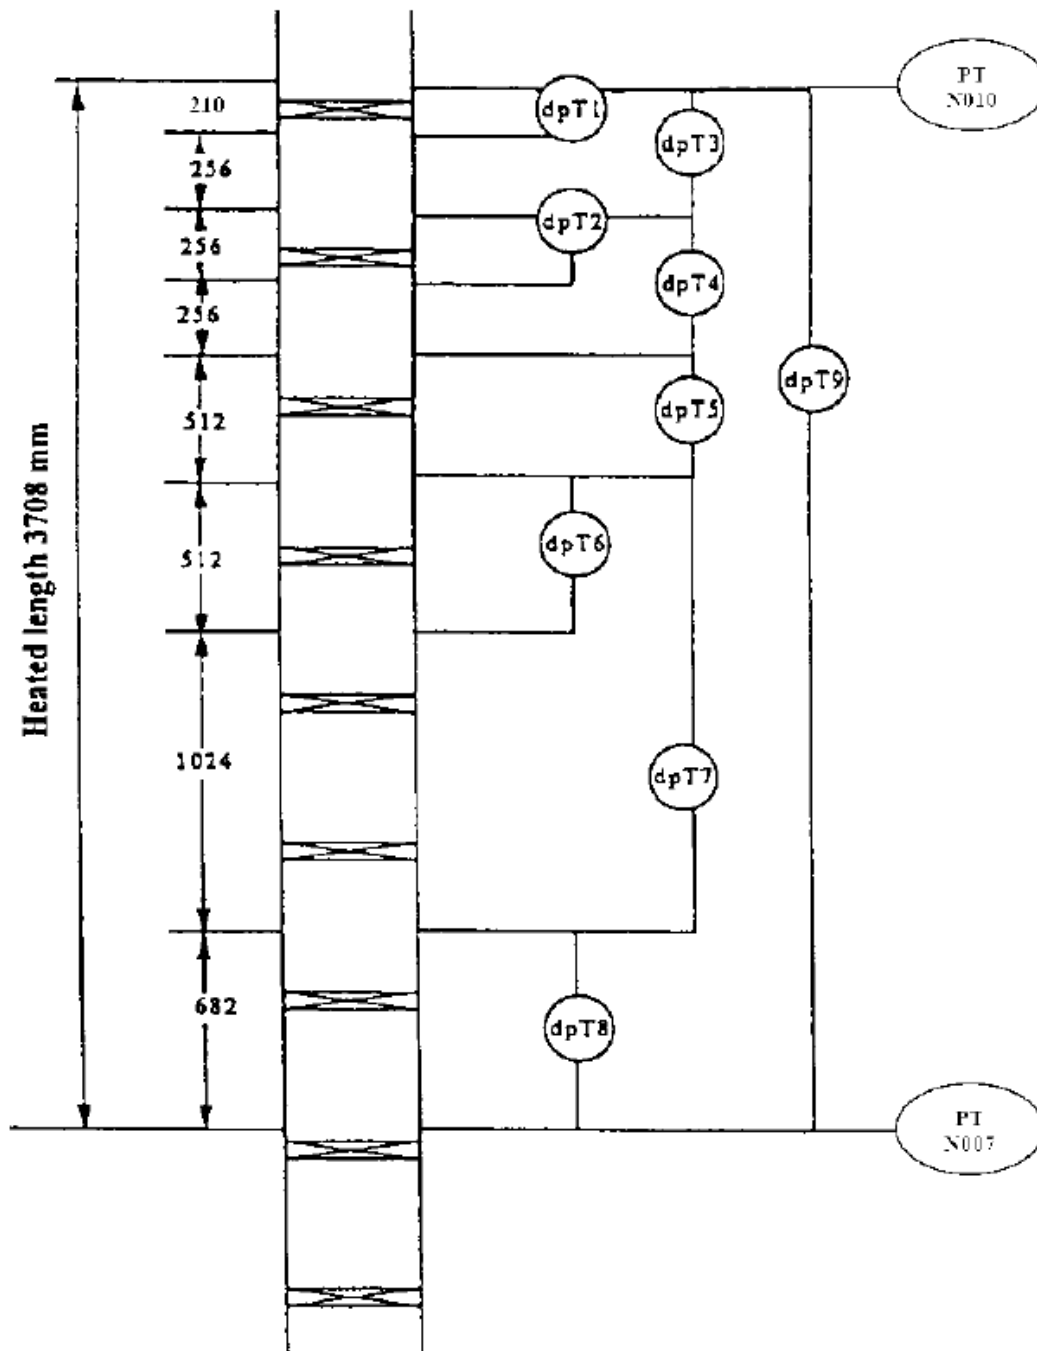 PT
N010
210
dpT1
dpT3
256
dpT2
256
dpT4
256
dpT9
dpT5
512
dpT6
512
Heated length 3708 mm
1024
dpT7
682
dpT8
PT
N007